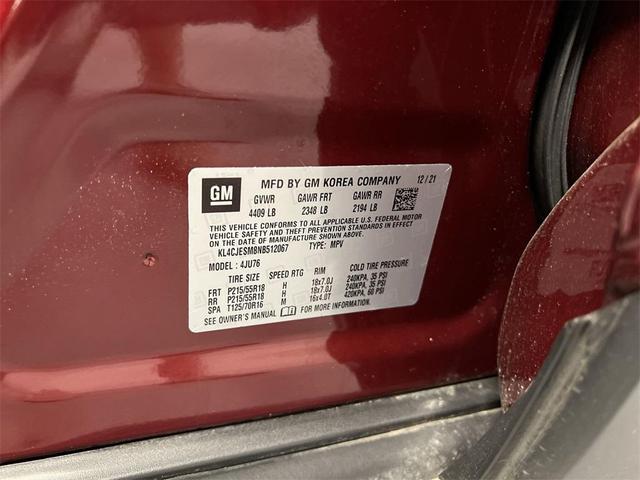 GM
MFD BY GM KOREA COMPANY 12/21
GVWR GAWR FRT GAWR RR
4409 LB 2348 LB 2194 LB
THIS VEHICLE CONFORMS TO ALL APPLICABLE U.S. FEDERAL MOTOR
VEHICLE SAFETY AND THEFT PREVENTION STANDARDS IN EFFECT ON
THE DATE OF MANUFACTURE SHOWN ABOVE.
KL4CJESM8NB512067 TYPE: MPV
MODEL : 4JU76
TIRE SIZE SPEED RTG RIM COLD TIRE PRESSURE
FRT P215/55R18 H 18x7.0J 240KPA, 35 PSI
RR P215/55R18 H 18x7.0J 240KPA, 35 PSI
SPA T125/70R16 M 16x4.0T 420KPA, 60 PSI
SEE OWNER'S MANUAL FOR MORE INFORMATION